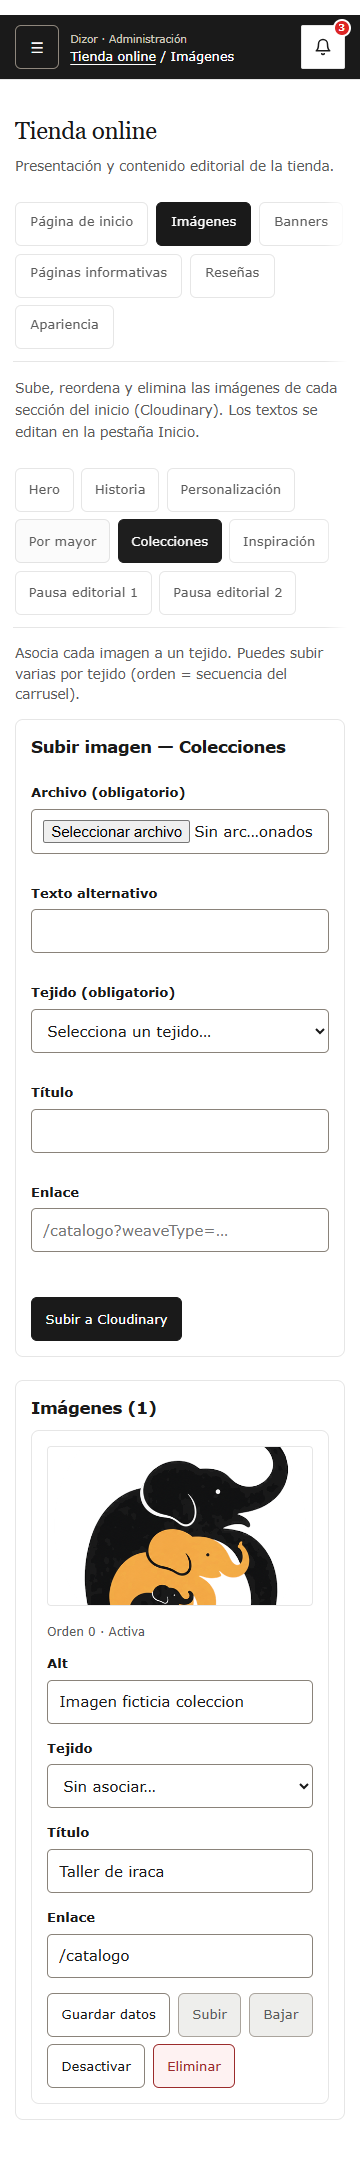 ☰
Dizor · Administración
Tienda online / Imágenes
3
Tienda online
Presentación y contenido editorial de la tienda.
Página de inicio
Imágenes
Banners
Páginas informativas
Reseñas
Apariencia
Sube, reordena y elimina las imágenes de cada
sección del inicio (Cloudinary). Los textos se
editan en la pestaña Inicio.
Hero
Historia
Personalización
Por mayor
Colecciones
Inspiración
Pausa editorial 1
Pausa editorial 2
Asocia cada imagen a un tejido. Puedes subir
varias por tejido (orden = secuencia del
carrusel).
Subir imagen — Colecciones
Archivo (obligatorio)
Seleccionar archivo Sin arc...onados
Texto alternativo
Tejido (obligatorio)
Selecciona un tejido...
Título
Enlace
/catalogo?weaveType=...
Subir a Cloudinary
Imágenes (1)
Orden 0 · Activa
Alt
Imagen ficticia coleccion
Tejido
Sin asociar...
Título
Taller de iraca
Enlace
/catalogo
Guardar datos
Subir
Bajar
Desactivar
Eliminar